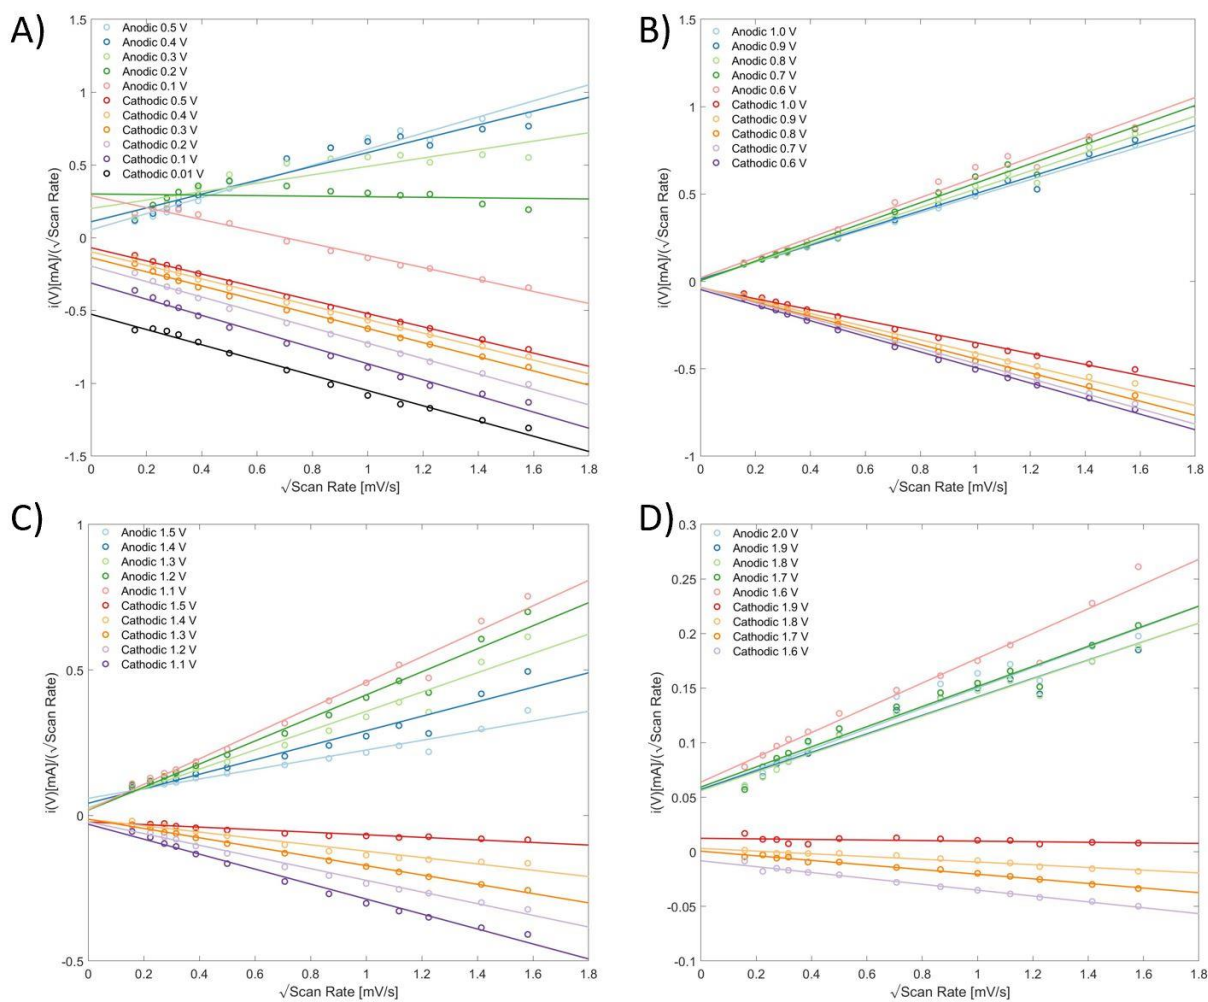 A)
1.5
Anodic 0.5 V
Anodic 0.4 V
Anodic 0.3 V
Anodic 0.2 V
Anodic 0.1 V
Cathodic 0.5 V
Cathodic 0.4 V
Cathodic 0.3 V
Cathodic 0.2 V
Cathodic 0.1 V
Cathodic 0.01 V
1
0.5
0
-0.5
-1
-1.5
i(V)[mA]/(√Scan Rate)
0 0.2 0.4 0.6 0.8 1 1.2 1.4 1.6 1.8
√Scan Rate [mV/s]
B)
1.5
Anodic 1.0 V
Anodic 0.9 V
Anodic 0.8 V
Anodic 0.7 V
Anodic 0.6 V
Cathodic 1.0 V
Cathodic 0.9 V
Cathodic 0.8 V
Cathodic 0.7 V
Cathodic 0.6 V
1
0.5
0
-0.5
-1
i(V)[mA]/(√Scan Rate)
0 0.2 0.4 0.6 0.8 1 1.2 1.4 1.6 1.8
√Scan Rate [mV/s]
C)
1
Anodic 1.5 V
Anodic 1.4 V
Anodic 1.3 V
Anodic 1.2 V
Anodic 1.1 V
Cathodic 1.5 V
Cathodic 1.4 V
Cathodic 1.3 V
Cathodic 1.2 V
Cathodic 1.1 V
0.5
0
-0.5
i(V)[mA]/(√Scan Rate)
0 0.2 0.4 0.6 0.8 1 1.2 1.4 1.6 1.8
√Scan Rate [mV/s]
D)
0.3
Anodic 2.0 V
Anodic 1.9 V
Anodic 1.8 V
Anodic 1.7 V
Anodic 1.6 V
Cathodic 1.9 V
Cathodic 1.8 V
Cathodic 1.7 V
Cathodic 1.6 V
0.25
0.2
0.15
0.1
0.05
0
-0.05
-0.1
i(V)[mA]/(√Scan Rate)
0 0.2 0.4 0.6 0.8 1 1.2 1.4 1.6 1.8
√Scan Rate [mV/s]